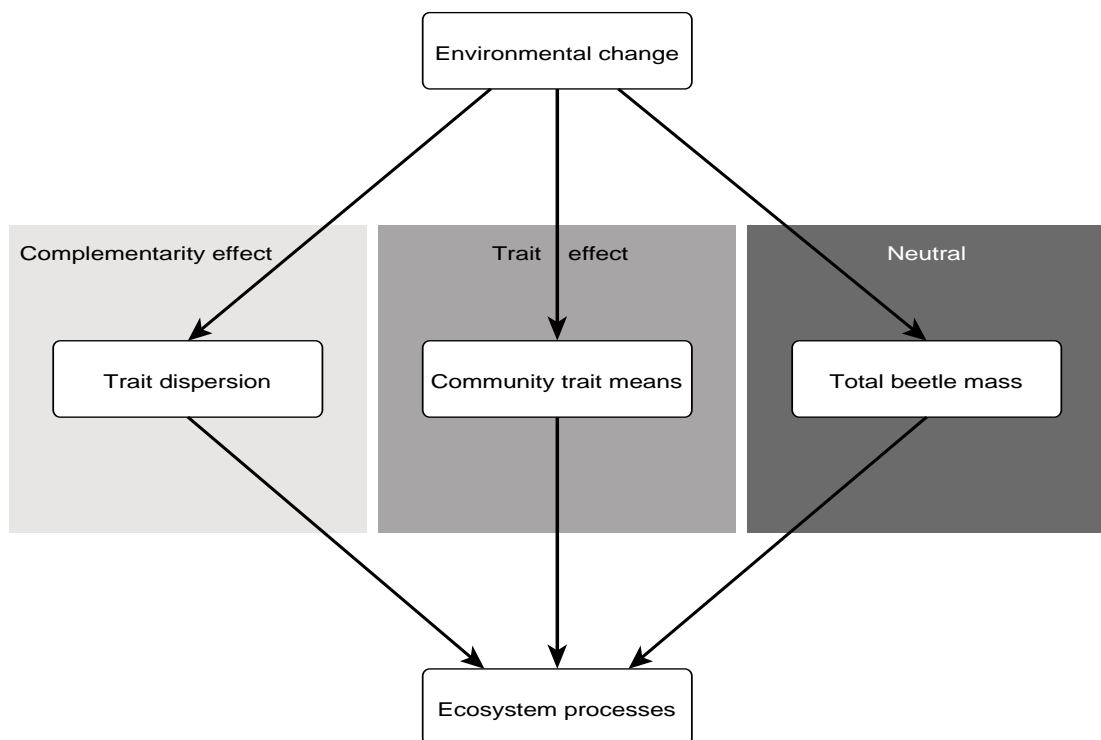 Environmental change
Complementarity effect
Trait effect
Neutral
Trait dispersion
Community trait means
Total beetle mass
Ecosystem processes